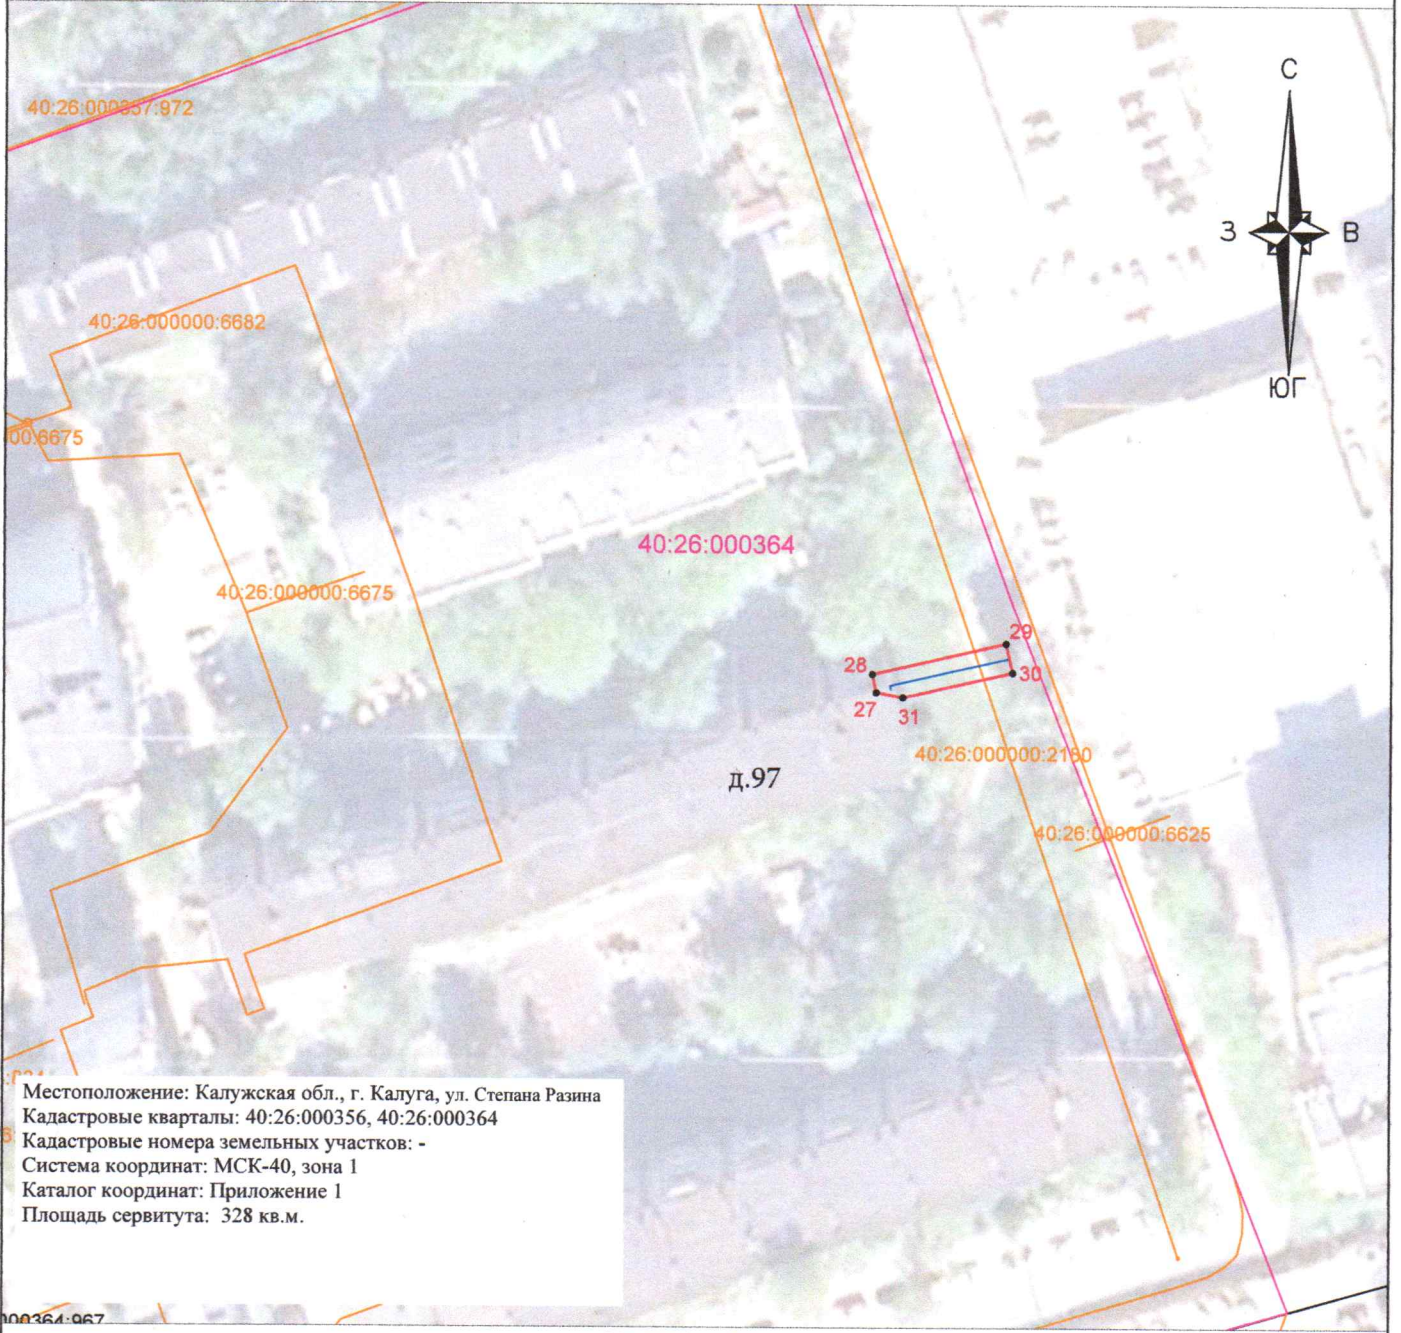 С
40:26:000357:972
З
В
40:26:000000:6682
ЮГ
00:6675
40:26:000364
40:26:000000:6675
29
28
30
27
31
40:26:000000:2160
д.97
40:26:000000:6625
Местоположение: Калужская обл., г. Калуга, ул. Степана Разина
Кадастровые кварталы: 40:26:000356, 40:26:000364
Кадастровые номера земельных участков: -
Система координат: МСК-40, зона 1
Каталог координат: Приложение 1
Площадь сервитута: 328 кв.м.
000364:967